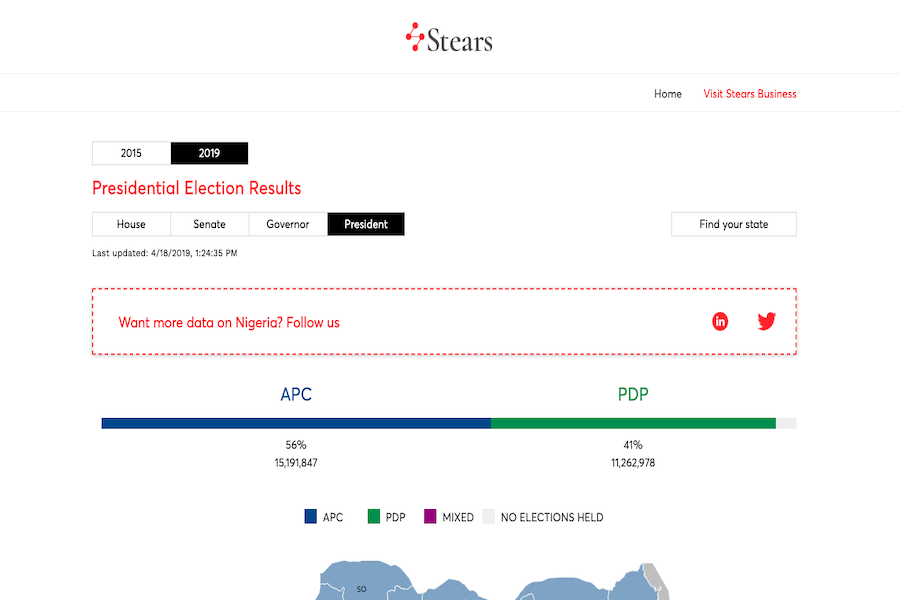 Stears
Home Visit Stears Business
2015 2019
Presidential Election Results
House Senate Governor President Find your state
Last updated: 4/18/2019, 1:24:35 PM
Want more data on Nigeria? Follow us in
APC PDP
56% 41%
15,191,847 11,262,978
APC PDP MIXED NO ELECTIONS HELD
SO